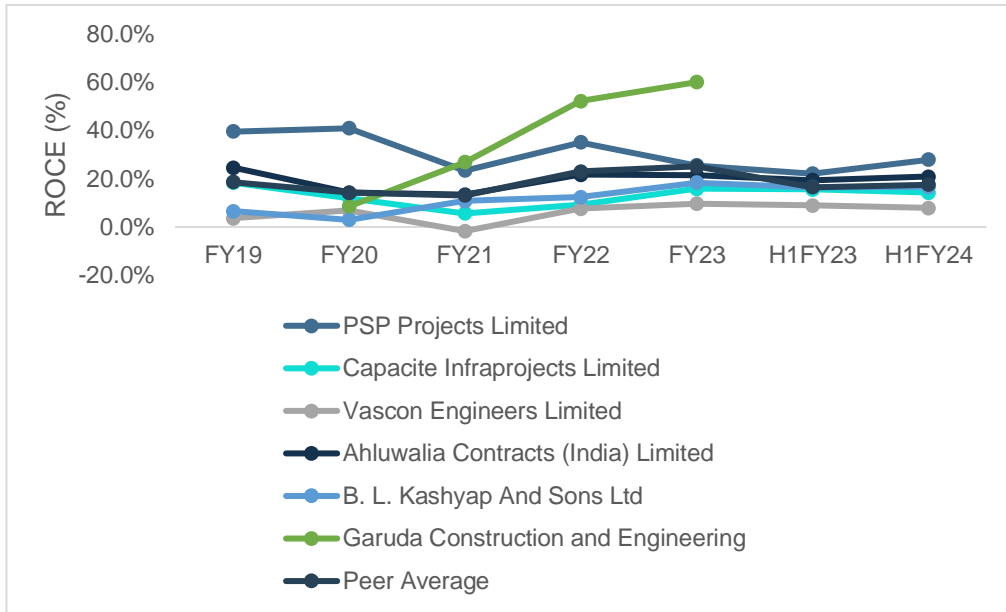 80.0%
60.0%
40.0%
20.0%
0.0%
-20.0%
ROCE (%)
FY19 FY20 FY21 FY22 FY23 H1FY23 H1FY24
PSP Projects Limited
Capacite Infraprojects Limited
Vascon Engineers Limited
Ahluwalia Contracts (India) Limited
B. L. Kashyap And Sons Ltd
Garuda Construction and Engineering
Peer Average